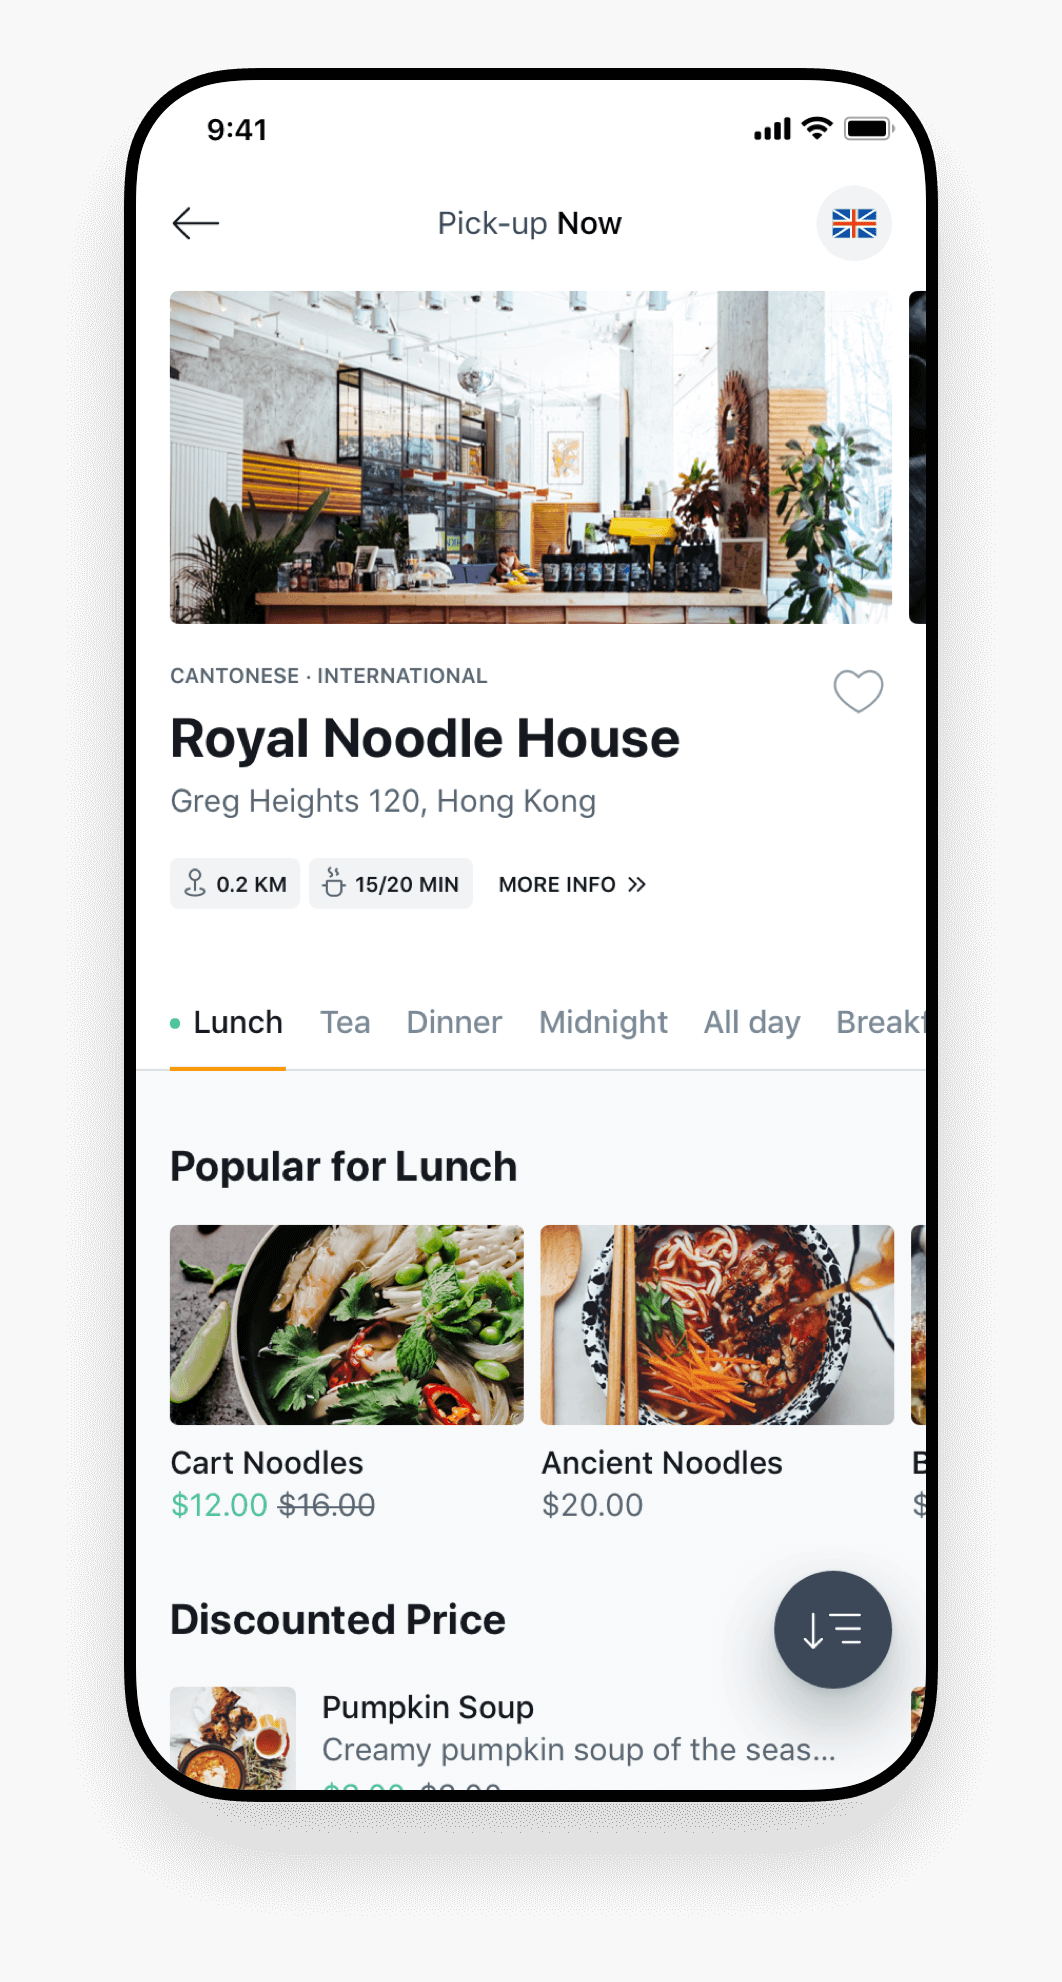 9:41
Pick-up Now
CANTONESE · INTERNATIONAL
Royal Noodle House
Greg Heights 120, Hong Kong
0.2 KM 15/20 MIN MORE INFO
Lunch Tea Dinner Midnight All day Breakf
Popular for Lunch
Cart Noodles Ancient Noodles B
$12.00 $16.00 $20.00 $
Discounted Price
Pumpkin Soup
Creamy pumpkin soup of the seas...